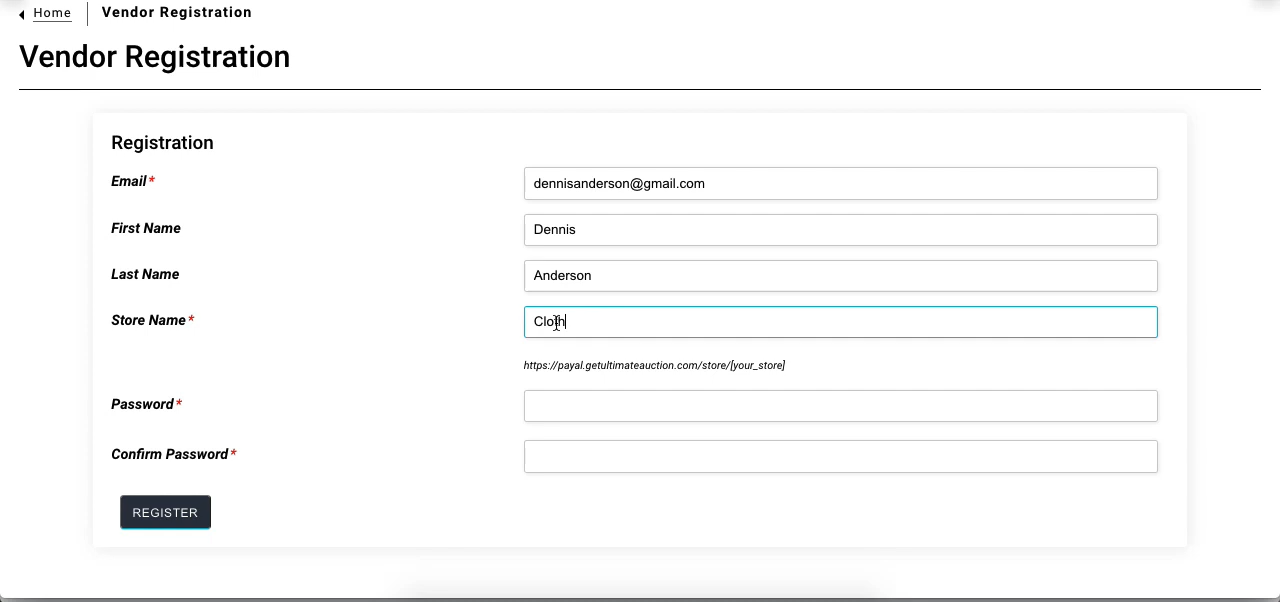 Home Vendor Registration
Vendor Registration
Registration
Email* dennisanderson@gmail.com
First Name Dennis
Last Name Anderson
Store Name* Cloth
https://payal.getultimateauction.com/store/[your_store]
Password*
Confirm Password*
REGISTER